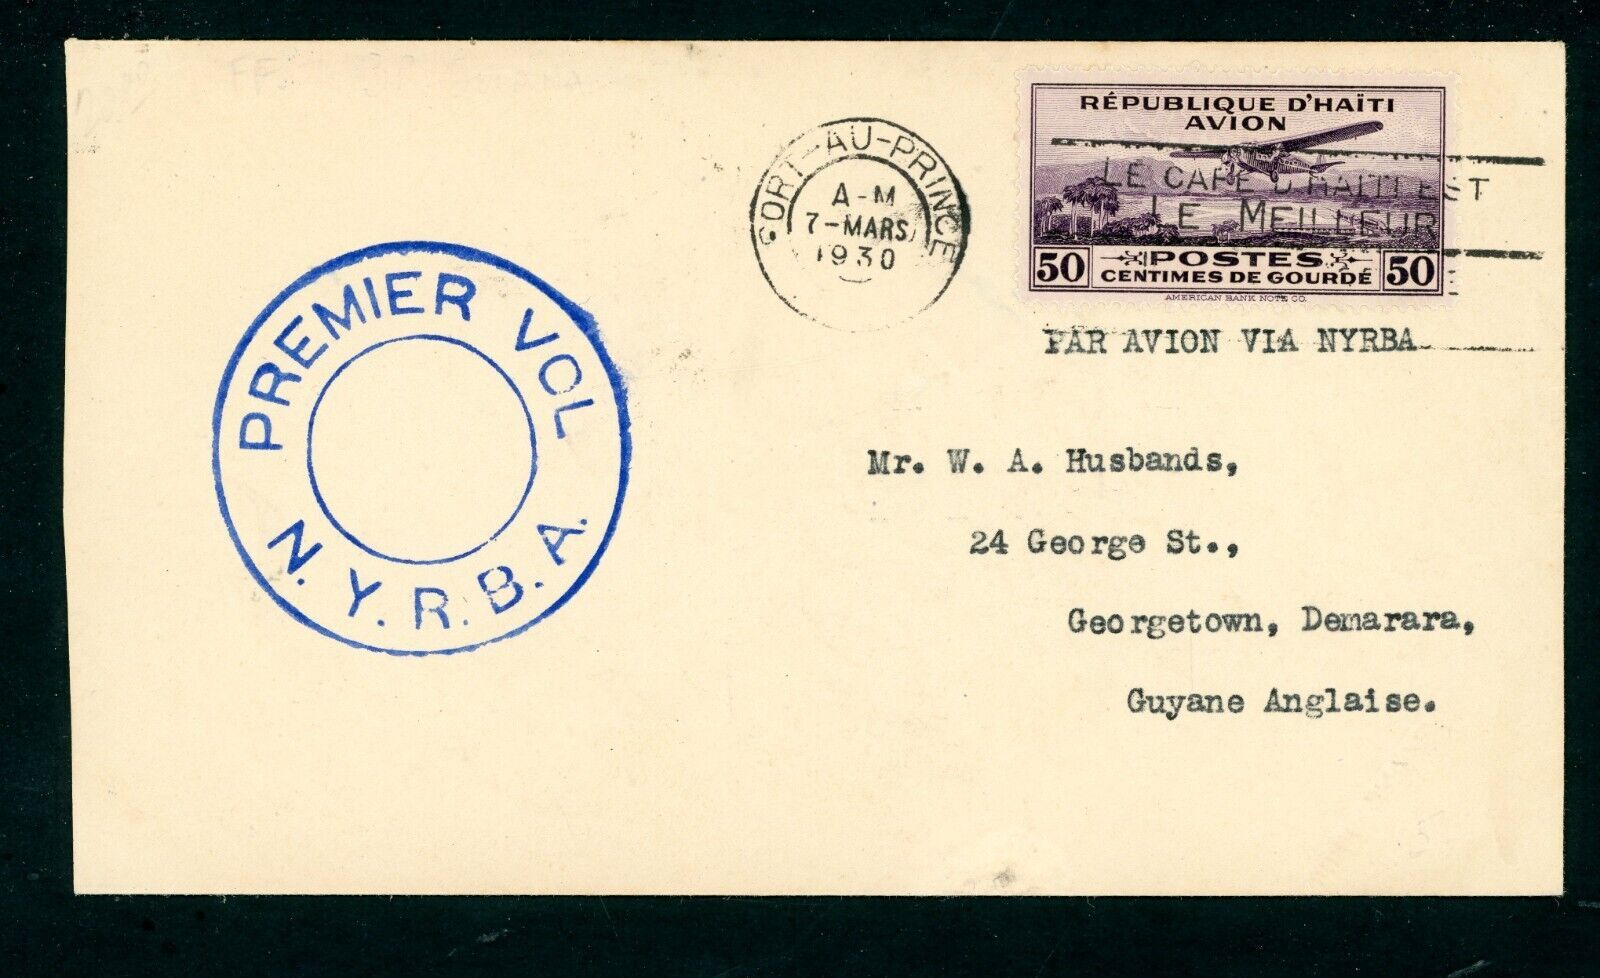 PORT-AU-PRINCE
A-M
7-MARS
1930
RÉPUBLIQUE D'HAÏTI
AVION
LE CAFE D'HAITI EST
LE MEILLEUR
50 POSTES 50
CENTIMES DE GOURDE
AMERICAN BANK NOTE CO.
PAR AVION VIA NYRBA
PREMIER VOL
N.Y.R.B.A.
Mr. W. A. Husbands,
24 George St.,
Georgetown, Demarara,
Guyane Anglaise.